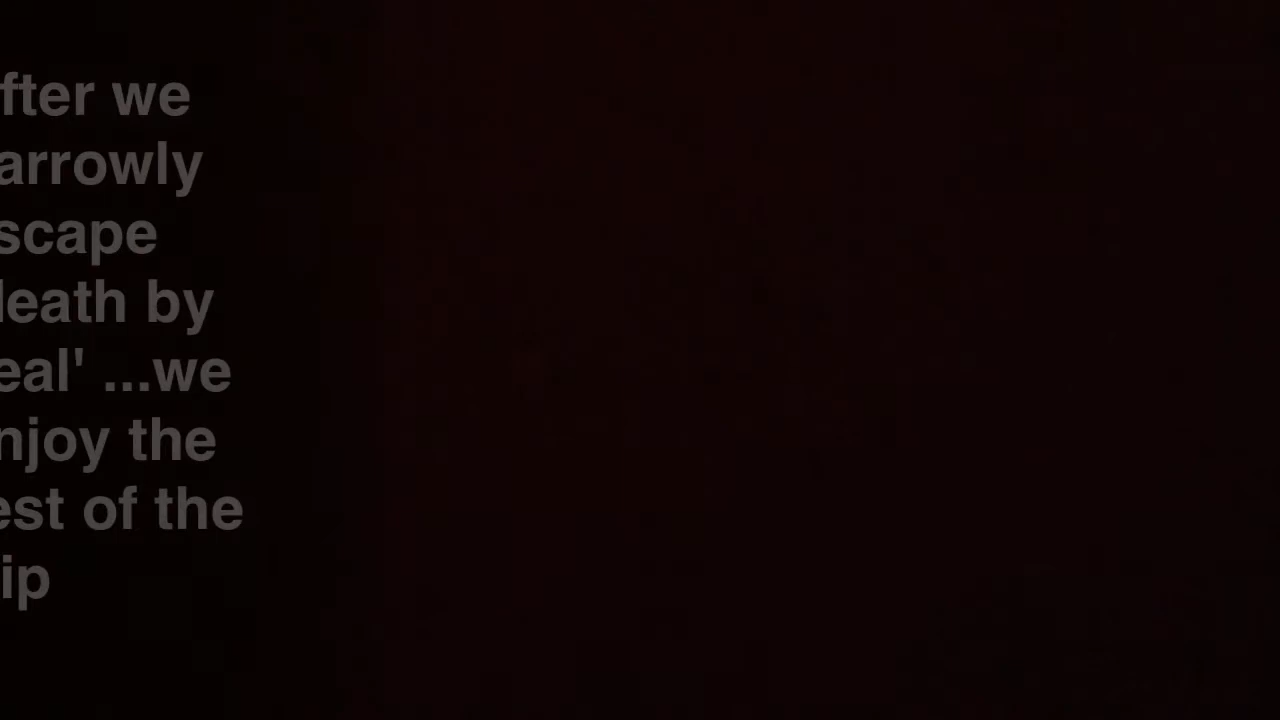 fter we
arrowly
scape
leath by
eal' ...we
njoy the
est of the
ip